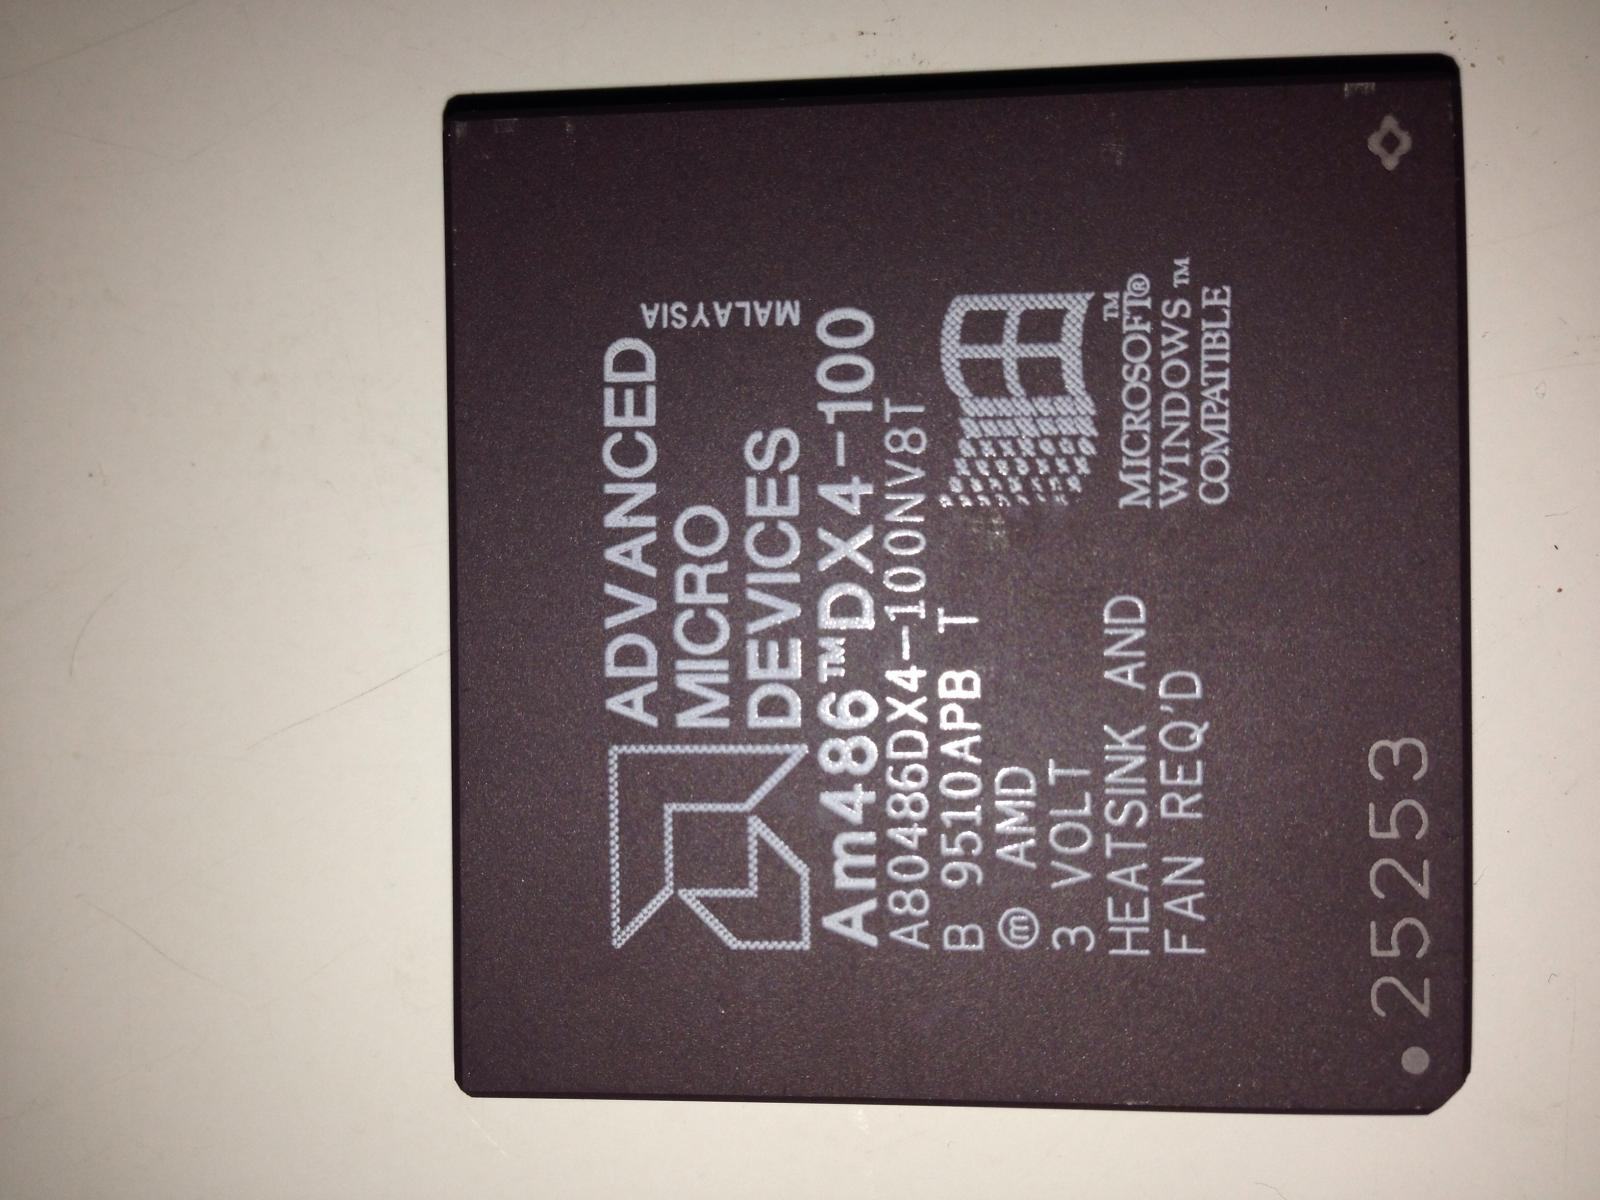 ADVANCED
MICRO
DEVICES
MALAYSIA
Am486™DX4-100
A80486DX4-100NV8T
B 9510APB T
ⓜ AMD
3 VOLT
HEATSINK AND
FAN REQ'D
TM
MICROSOFT®
WINDOWS™
COMPATIBLE
25253